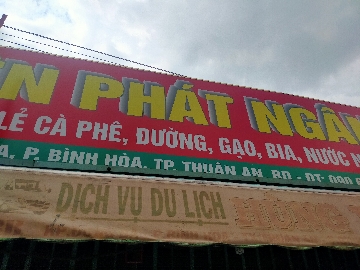 PHÁT NGÂ
LẺ CÀ PHÊ, ĐƯỜNG, GẠO, BIA, NƯỚC
A, P. BÌNH HÒA, TP. THUẬN AN, BD - ĐT:
DỊCH VỤ DU LỊCH